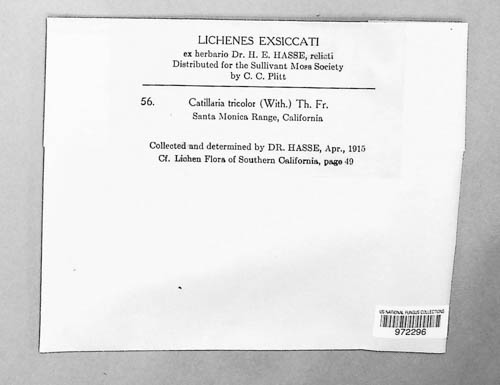 LICHENES EXSICCATI
ex herbario Dr. H. E. HASSE, relicti
Distributed for the Sullivant Moss Society
by C. C. Plitt
56. Catillaria tricolor (With.) Th. Fr.
Santa Monica Range, California
Collected and determined by DR. HASSE, Apr., 1915
Cf. Lichen Flora of Southern California, page 49
US NATIONAL FUNGUS COLLECTIONS
972296